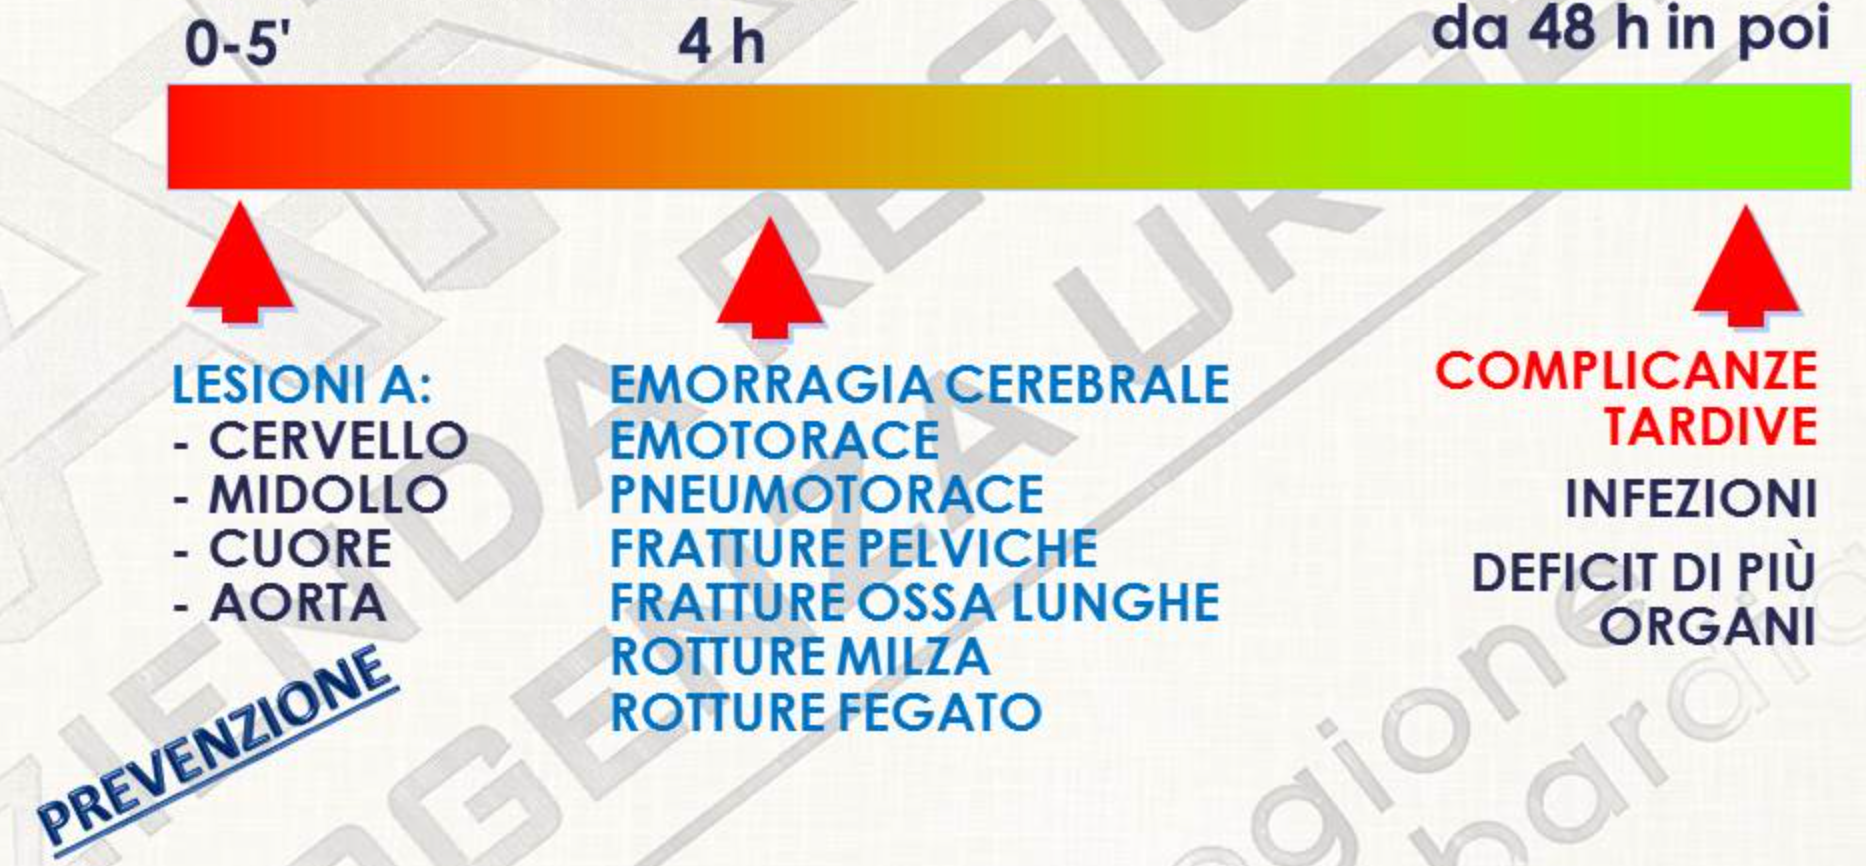 0-5'
4 h
da 48 h in poi
LESIONI A:
- CERVELLO
- MIDOLLO
- CUORE
- AORTA
PREVENZIONE
EMORRAGIA CEREBRALE
EMOTORACE
PNEUMOTORACE
FRATTURE PELVICHE
FRATTURE OSSA LUNGHE
ROTTURE MILZA
ROTTURE FEGATO
COMPLICANZE
TARDIVE
INFEZIONI
DEFICIT DI PIÙ
ORGANI